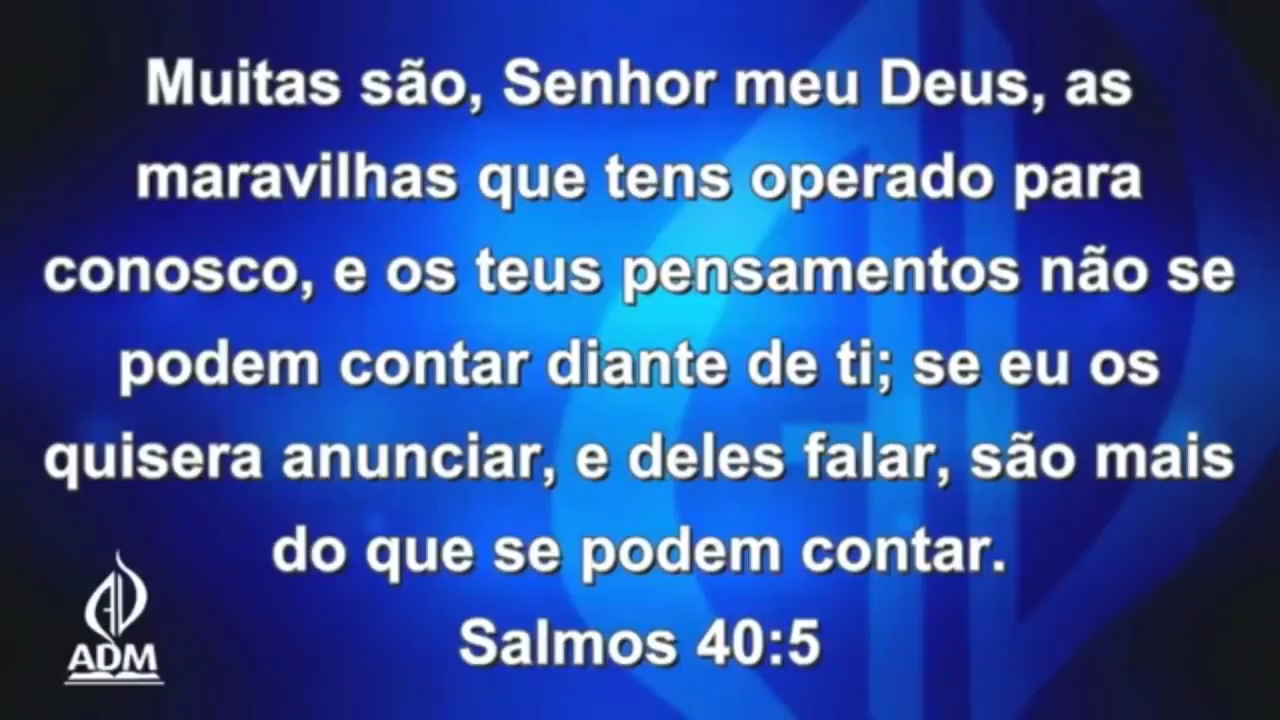 Muitas são, Senhor meu Deus, as
maravilhas que tens operado para
conosco, e os teus pensamentos não se
podem contar diante de ti; se eu os
quisera anunciar, e deles falar, são mais
do que se podem contar.
Salmos 40:5
ADM